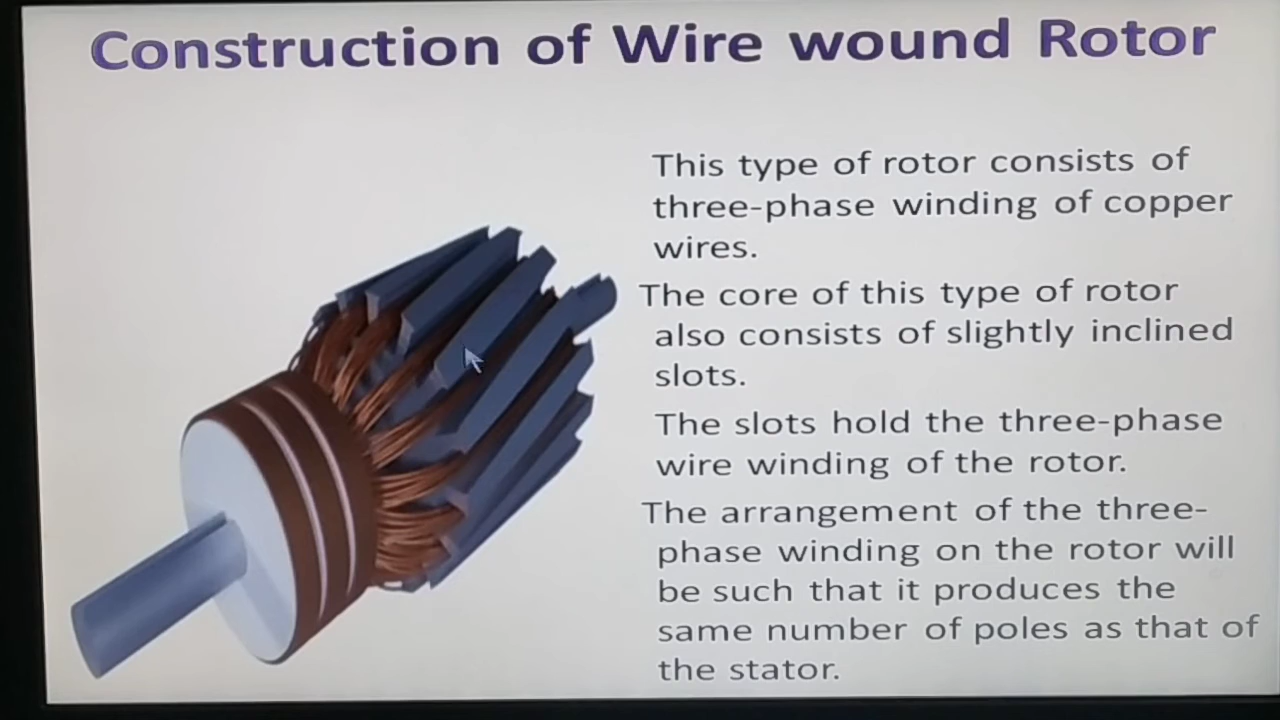 Construction of Wire wound Rotor
This type of rotor consists of
three-phase winding of copper
wires.
The core of this type of rotor
also consists of slightly inclined
slots.
The slots hold the three-phase
wire winding of the rotor.
The arrangement of the three-
phase winding on the rotor will
be such that it produces the
same number of poles as that of
the stator.